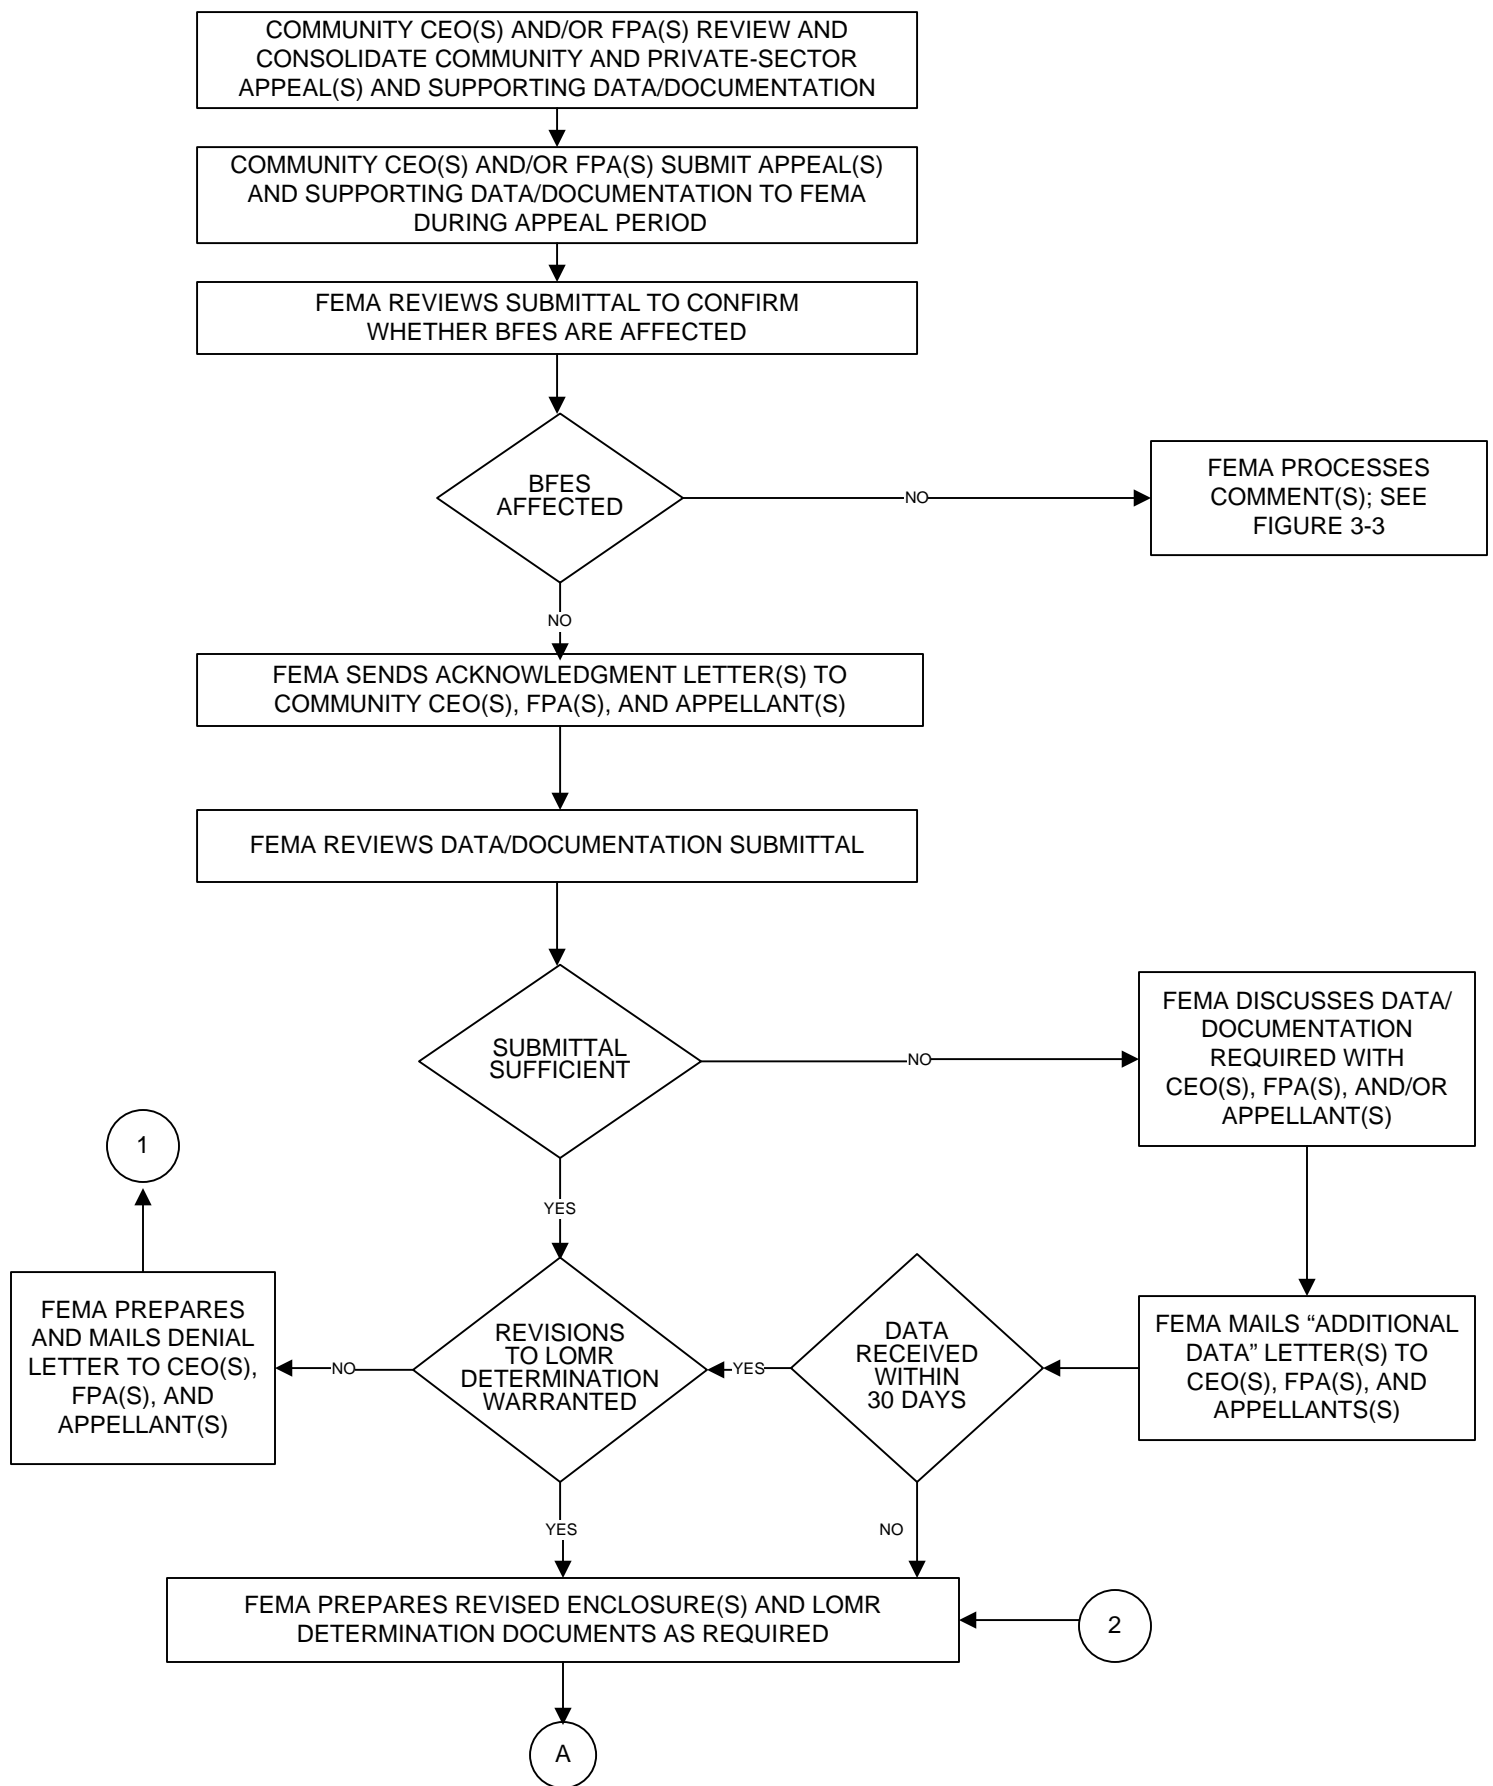 COMMUNITY CEO(S) AND/OR FPA(S) REVIEW AND
CONSOLIDATE COMMUNITY AND PRIVATE-SECTOR
APPEAL(S) AND SUPPORTING DATA/DOCUMENTATION
COMMUNITY CEO(S) AND/OR FPA(S) SUBMIT APPEAL(S)
AND SUPPORTING DATA/DOCUMENTATION TO FEMA
DURING APPEAL PERIOD
FEMA REVIEWS SUBMITTAL TO CONFIRM
WHETHER BFES ARE AFFECTED
BFES
AFFECTED
NO
FEMA PROCESSES
COMMENT(S); SEE
FIGURE 3-3
NO
FEMA SENDS ACKNOWLEDGMENT LETTER(S) TO
COMMUNITY CEO(S), FPA(S), AND APPELLANT(S)
FEMA REVIEWS DATA/DOCUMENTATION SUBMITTAL
SUBMITTAL
SUFFICIENT
NO
FEMA DISCUSSES DATA/
DOCUMENTATION
REQUIRED WITH
CEO(S), FPA(S), AND/OR
APPELLANT(S)
1
YES
FEMA PREPARES
AND MAILS DENIAL
LETTER TO CEO(S),
FPA(S), AND
APPELLANT(S)
NO
REVISIONS
TO LOMR
DETERMINATION
WARRANTED
YES
DATA
RECEIVED
WITHIN
30 DAYS
FEMA MAILS “ADDITIONAL
DATA” LETTER(S) TO
CEO(S), FPA(S), AND
APPELLANTS(S)
YES
NO
FEMA PREPARES REVISED ENCLOSURE(S) AND LOMR
DETERMINATION DOCUMENTS AS REQUIRED
2
A